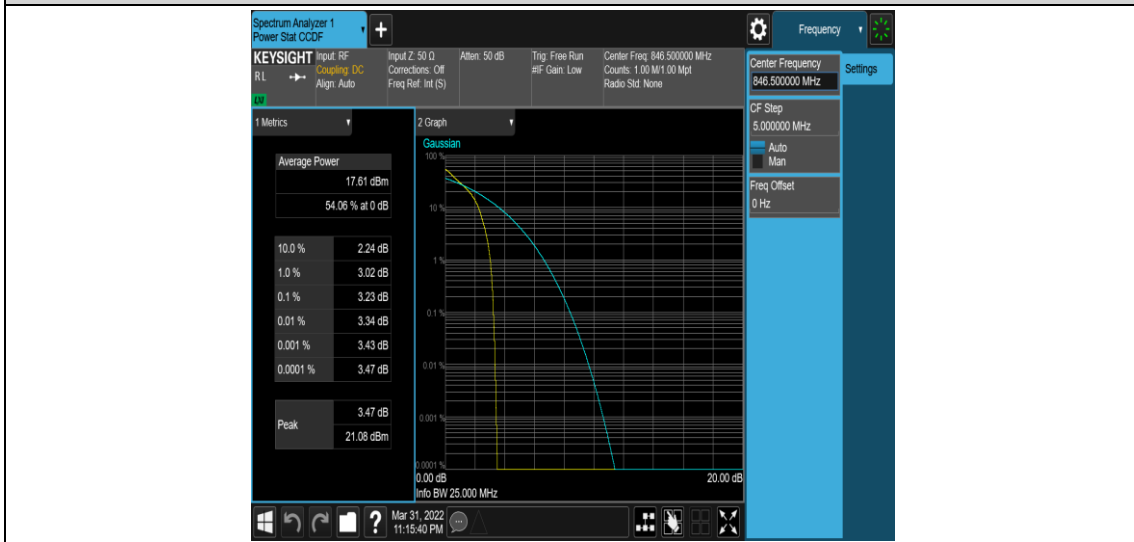 Spectrum Analyzer 1
Power Stat CCDF
Frequency
KEYSIGHT
Input: RF
Coupling: DC
Align: Auto
Input Z: 50 Ω
Corrections: Off
Freq Ref: Int (S)
Atten: 50 dB
Trig: Free Run
#IF Gain: Low
Center Freq: 846.500000 MHz
Counts: 1.00 M/1.00 Mpt
Radio Std: None
RL
Center Frequency
846.500000 MHz
Settings
CF Step
5.000000 MHz
Auto
Man
Freq Offset
0 Hz
1 Metrics
Average Power
17.61 dBm
54.06 % at 0 dB
10.0 % 2.24 dB
1.0 % 3.02 dB
0.1 % 3.23 dB
0.01 % 3.34 dB
0.001 % 3.43 dB
0.0001 % 3.47 dB
Peak
3.47 dB
21.08 dBm
2 Graph
Gaussian
100 %
10 %
1 %
0.1 %
0.01 %
0.001 %
0.0001 %
0.00 dB
20.00 dB
Info BW 25.000 MHz
?
Mar 31, 2022
11:15:40 PM